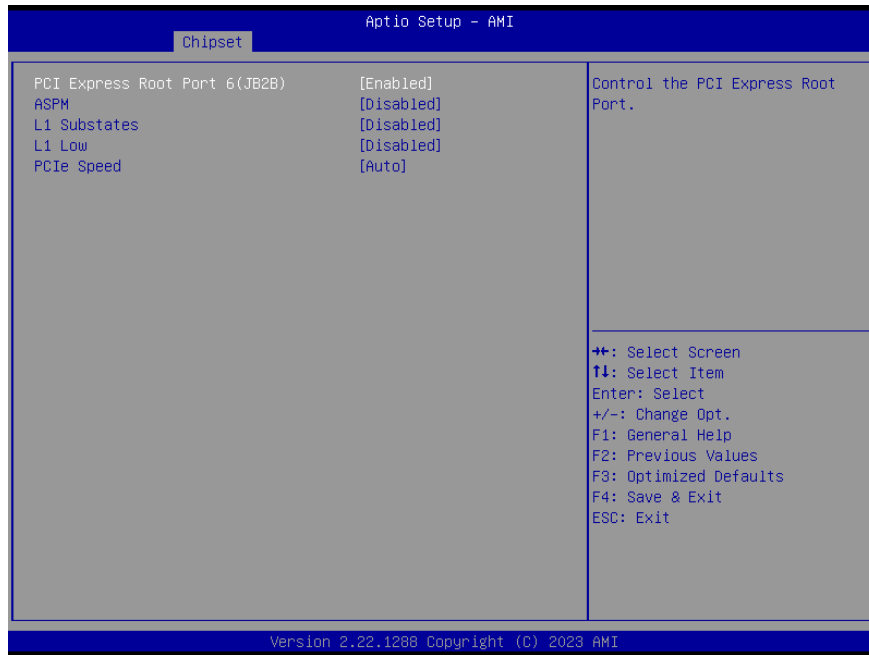 Aptio Setup – AMI
Chipset
PCI Express Root Port 6(JB2B) [Enabled]
ASPM [Disabled]
L1 Substates [Disabled]
L1 Low [Disabled]
PCIe Speed [Auto]
Control the PCI Express Root
Port.
→←: Select Screen
↑↓: Select Item
Enter: Select
+/-: Change Opt.
F1: General Help
F2: Previous Values
F3: Optimized Defaults
F4: Save & Exit
ESC: Exit
Version 2.22.1288 Copyright (C) 2023 AMI